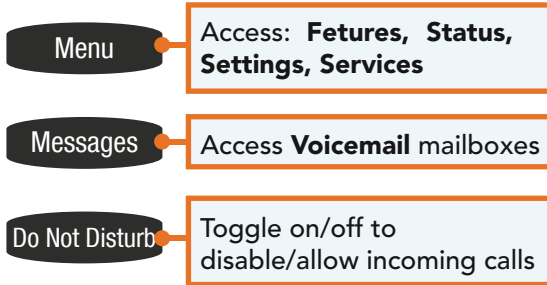 Menu
Access: Fetures, Status,
Settings, Services
Messages
Access Voicemail mailboxes
Do Not Disturb
Toggle on/off to
disable/allow incoming calls